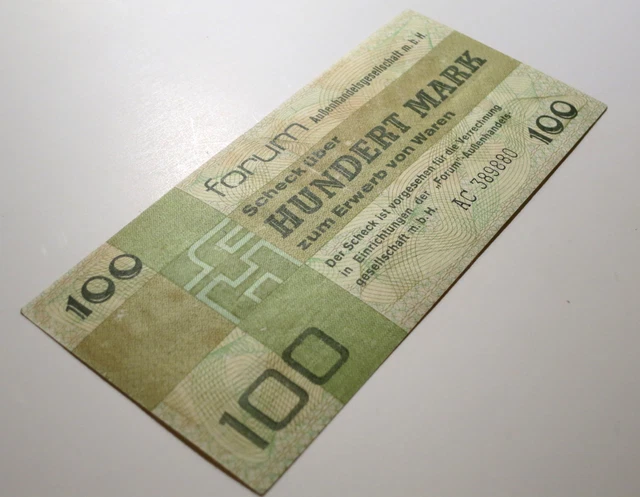 forum Außenhandelsgesellschaft m.b.H.
Scheck über
HUNDERT MARK
zum Erwerb von Waren
Der Scheck ist vorgesehen für die Verrechnung
in Einrichtungen der „Forum“-Außenhandels-
gesellschaft m.b.H.
AC 389880
100
100
100